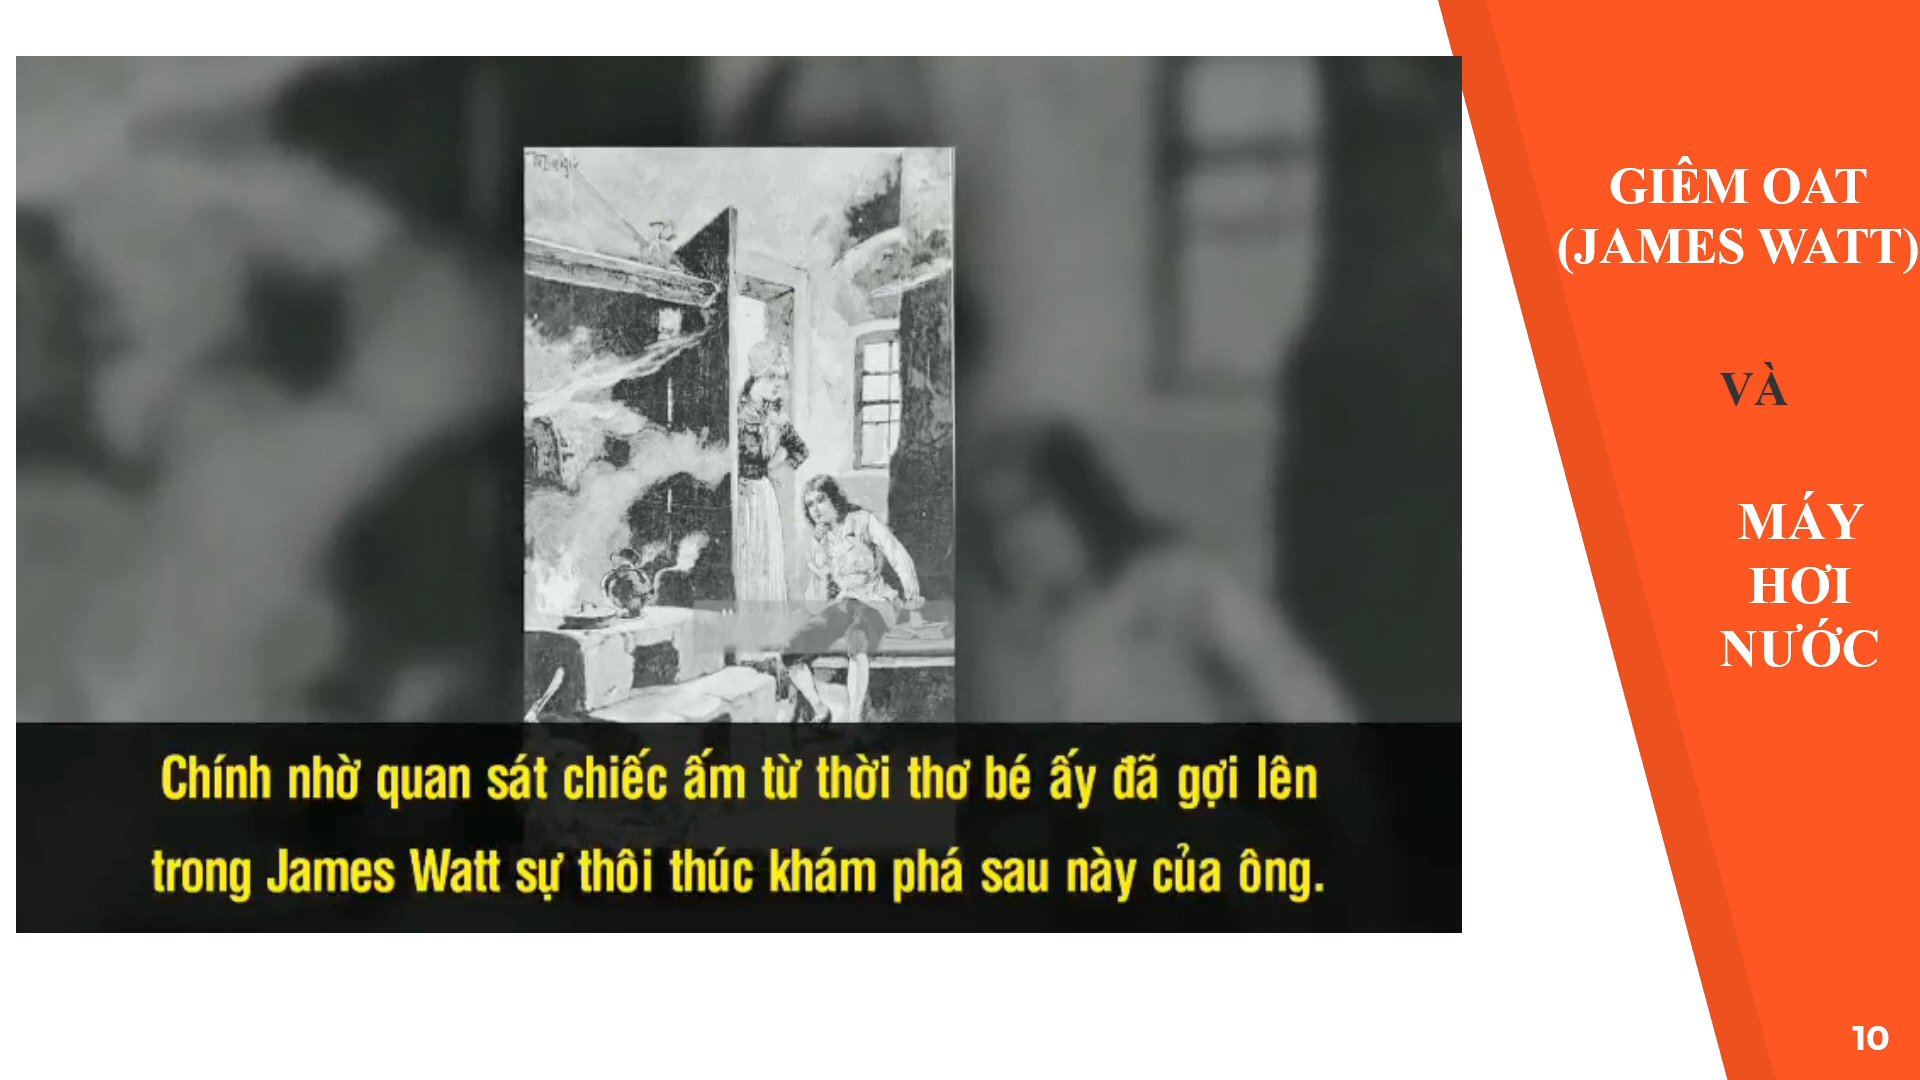 GIÊM OAT
(JAMES WATT)
VÀ
MÁY
HƠI
NƯỚC
Chính nhờ quan sát chiếc ấm từ thời thơ bé ấy đã gợi lên
trong James Watt sự thôi thúc khám phá sau này của ông.
10